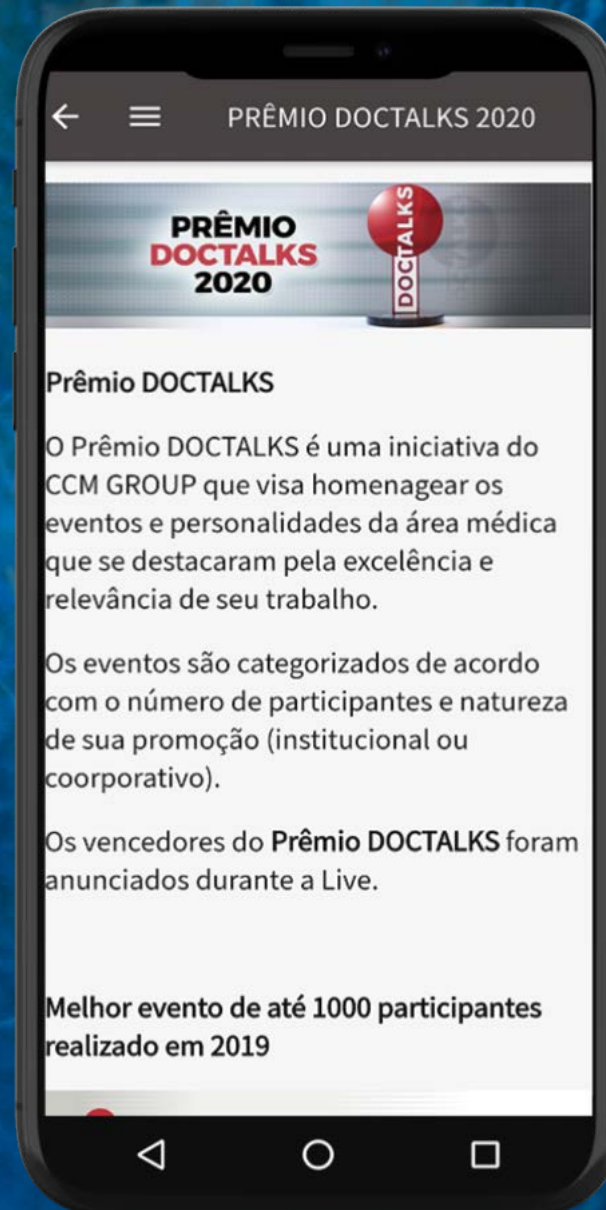 PRÊMIO DOCTALKS 2020
PRÊMIO
DOCTALKS
2020
DOCTALKS
Prêmio DOCTALKS
O Prêmio DOCTALKS é uma iniciativa do
CCM GROUP que visa homenagear os
eventos e personalidades da área médica
que se destacaram pela excelência e
relevância de seu trabalho.
Os eventos são categorizados de acordo
com o número de participantes e natureza
de sua promoção (institucional ou
coorporativo).
Os vencedores do Prêmio DOCTALKS foram
anunciados durante a Live.
Melhor evento de até 1000 participantes
realizado em 2019